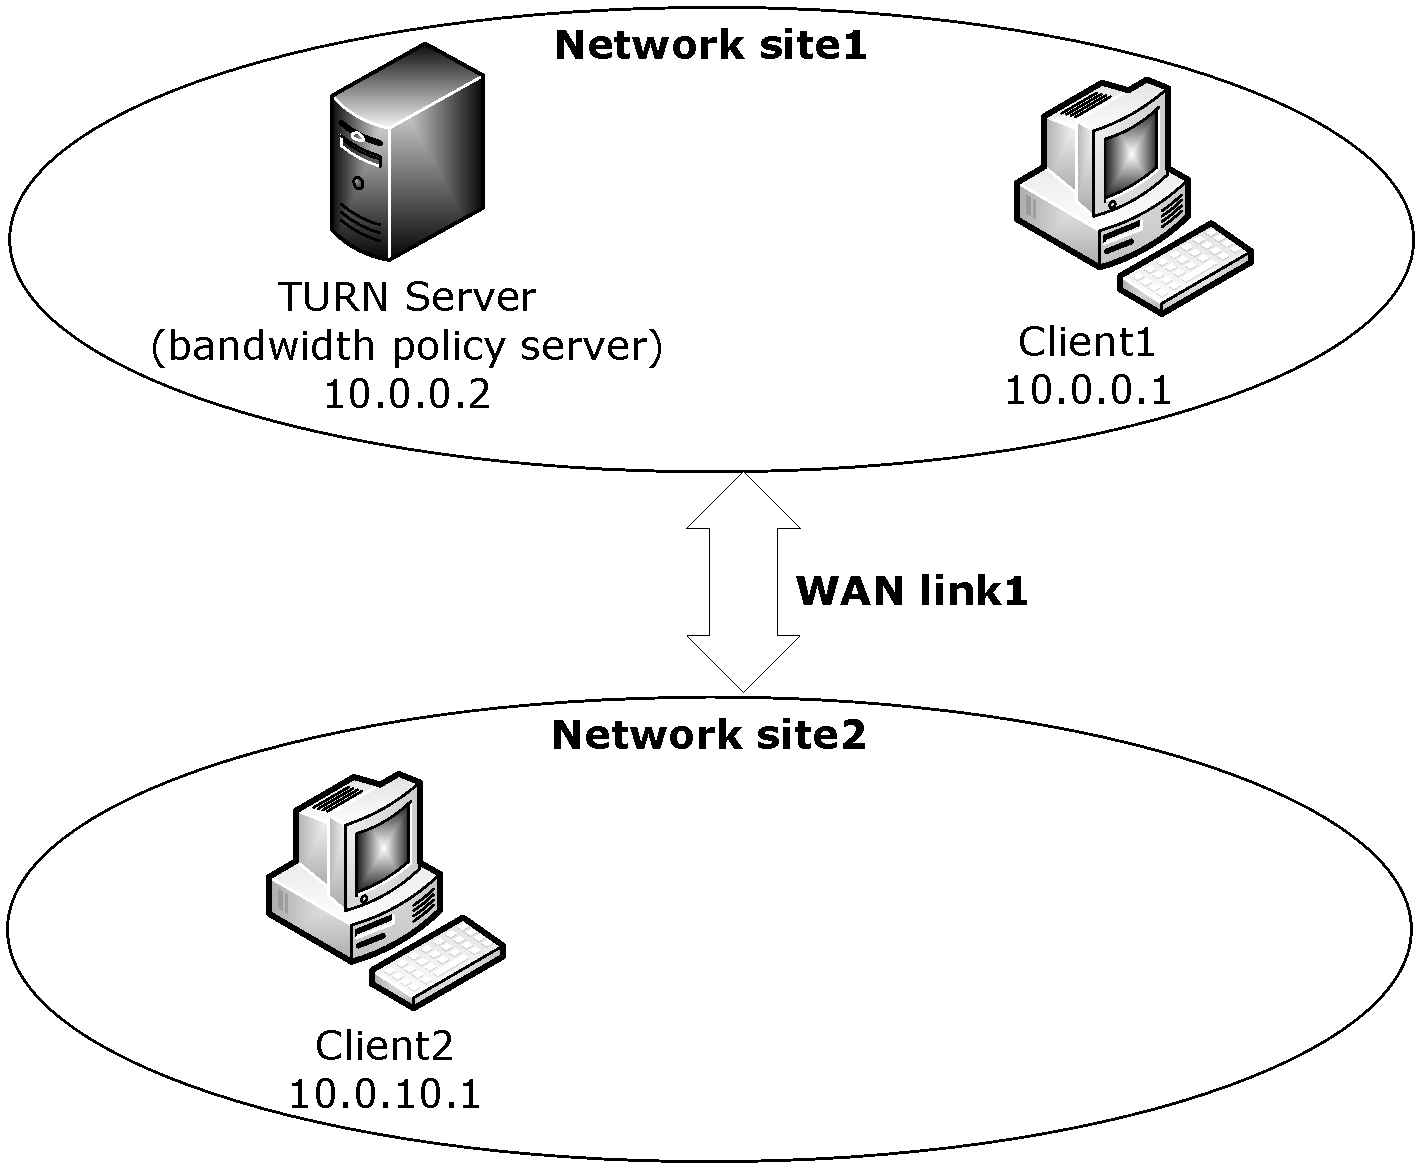 Network site1
TURN Server
(bandwidth policy server)
10.0.0.2
Client1
10.0.0.1
WAN link1
Network site2
Client2
10.0.10.1